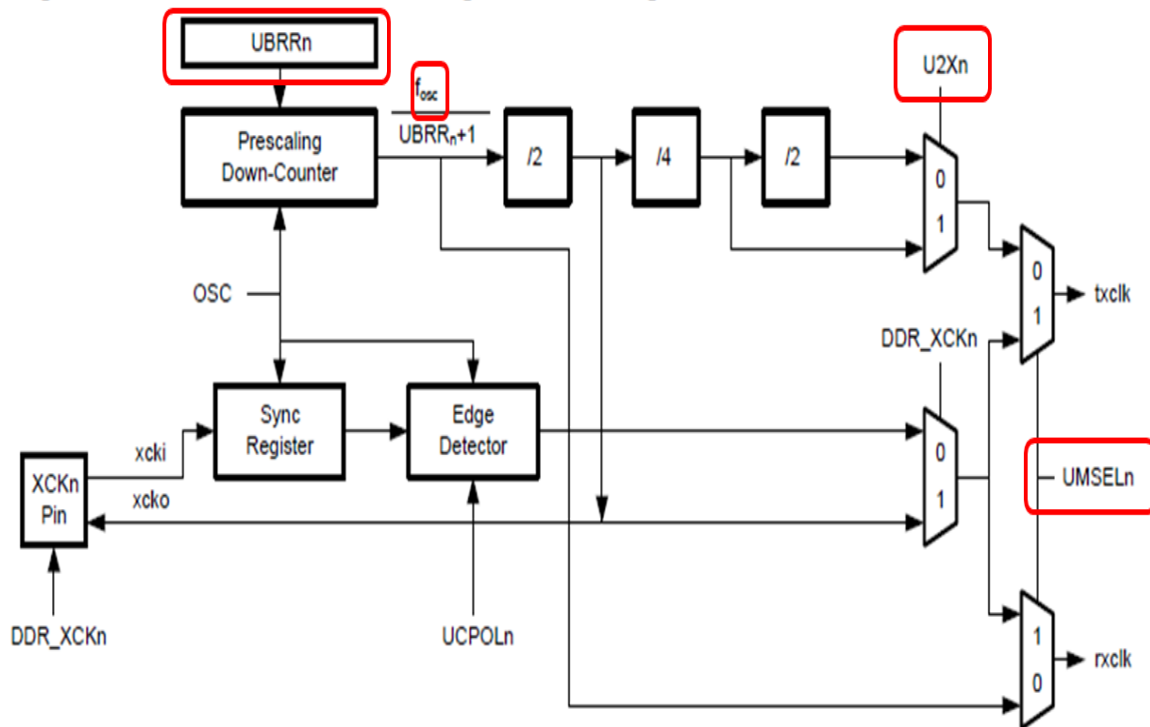 UBRRn
U2Xn
fosc
UBRRn+1
Prescaling
Down-Counter
/2
/4
/2
0
1
OSC
0
1
txclk
DDR_XCKn
Sync
Register
Edge
Detector
xcki
0
1
UMSELn
XCKn
Pin
xcko
DDR_XCKn
UCPOLn
1
0
rxclk